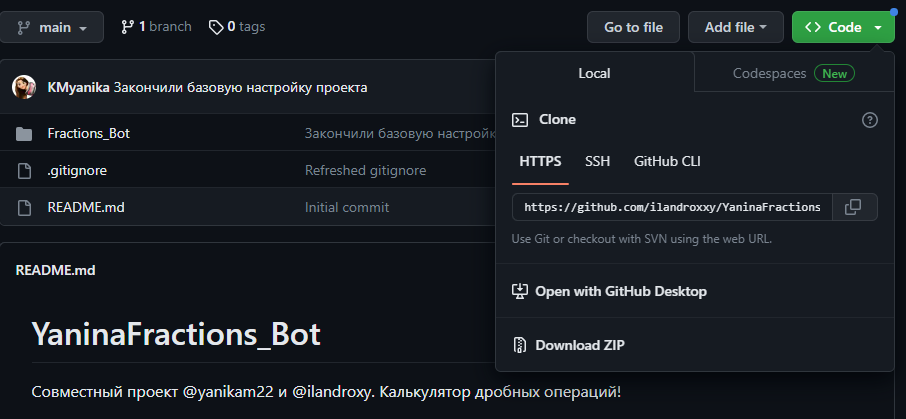 main
1 branch
0 tags
Go to file
Add file
Code
KMyanika Закончили базовую настройку проекта
Fractions_Bot
Закончили базовую настройк
.gitignore
Refreshed gitignore
README.md
Initial commit
Local
Codespaces New
Clone
HTTPS
SSH
GitHub CLI
https://github.com/ilandroxxy/YaninaFractions
Use Git or checkout with SVN using the web URL.
Open with GitHub Desktop
Download ZIP
README.md
YaninaFractions_Bot
Совместный проект @yanikam22 и @ilandroxy. Калькулятор дробных операций!